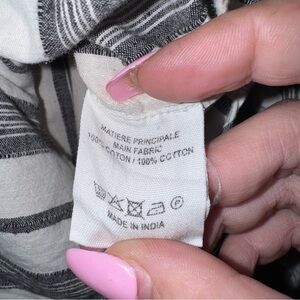 MATIERE PRINCIPALE
MAIN FABRIC
100% COTON / 100% COTTON
P
MADE IN INDIA